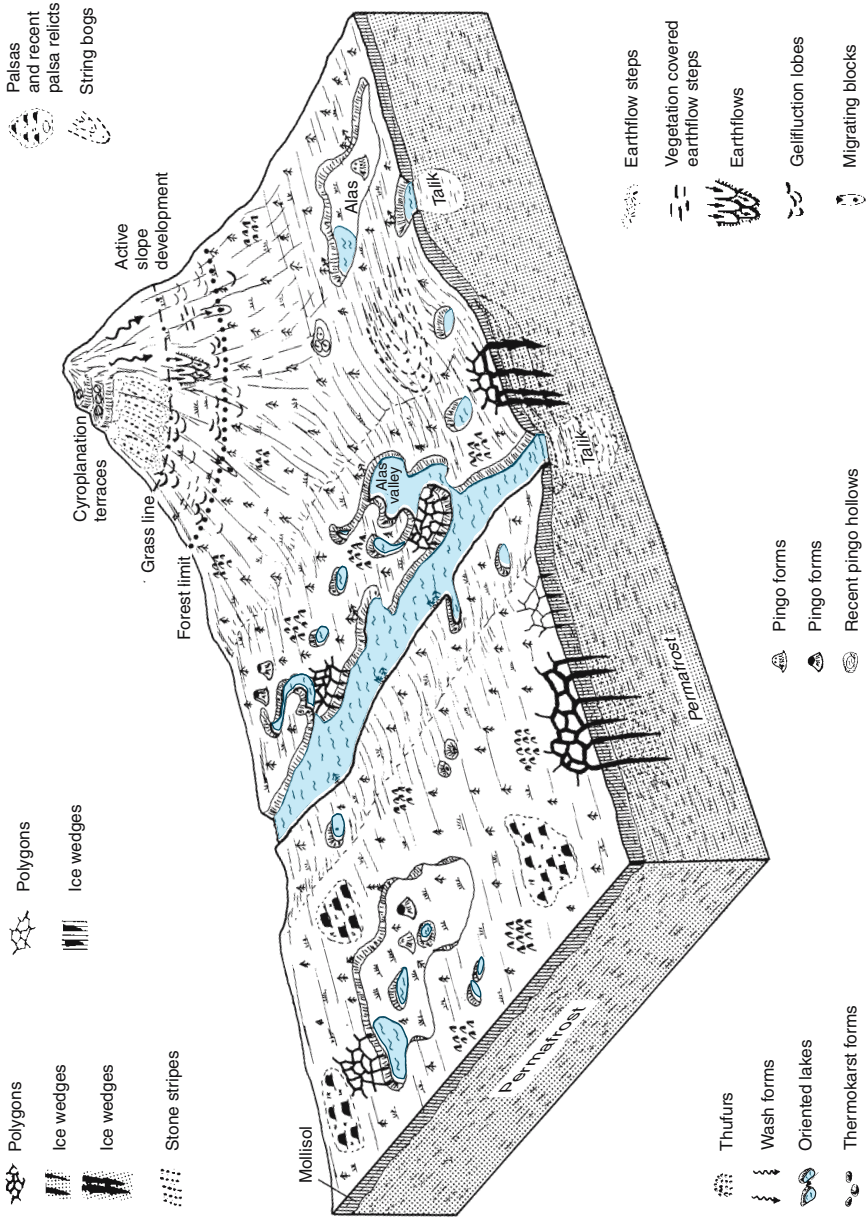 Polygons
Ice wedges
Ice wedges
Stone stripes
Polygons
Ice wedges
Palsas
and recent
palsa relicts
String bogs
Mollisol
Forest limit
Grass line
Cyroplanation
terraces
Active
slope
development
Alas
Alas
valley
Talik
Talik
Permafrost
Permafrost
Thufurs
Wash forms
Oriented lakes
Thermokarst forms
Pingo forms
Pingo forms
Recent pingo hollows
Earthflow steps
Vegetation covered
earthflow steps
Earthflows
Gelifluction lobes
Migrating blocks